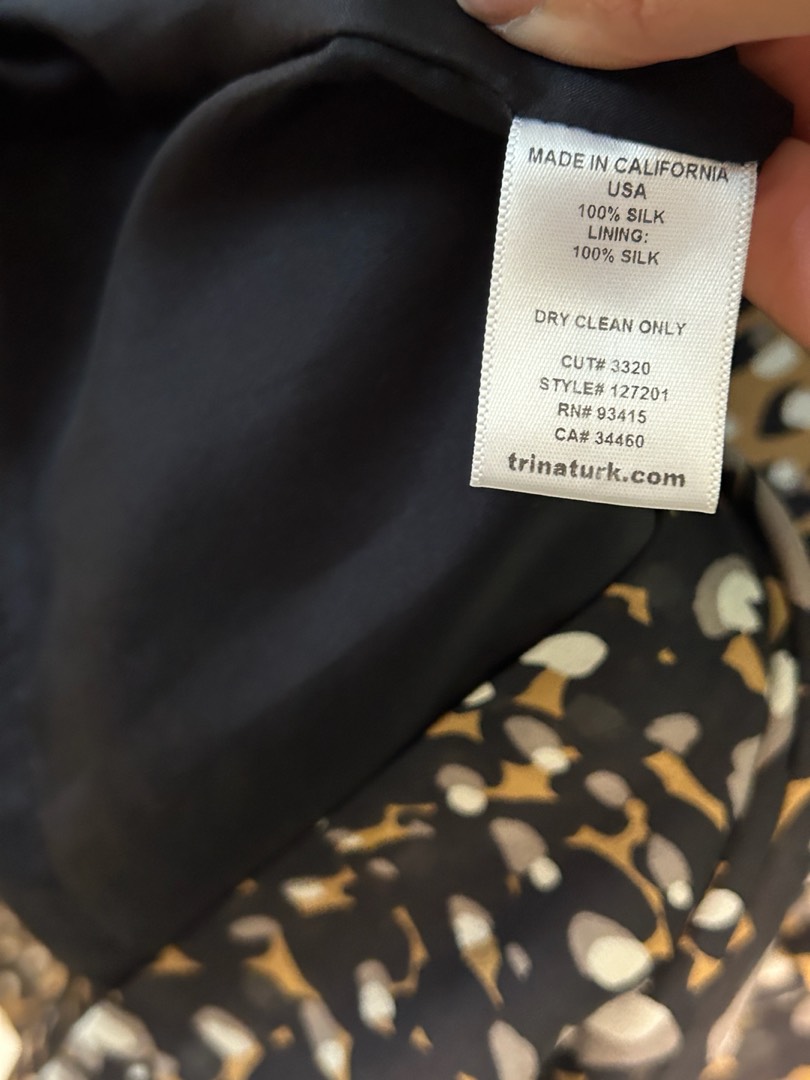 MADE IN CALIFORNIA
USA
100% SILK
LINING:
100% SILK
DRY CLEAN ONLY
CUT# 3320
STYLE# 127201
RN# 93415
CA# 34460
trinaturk.com